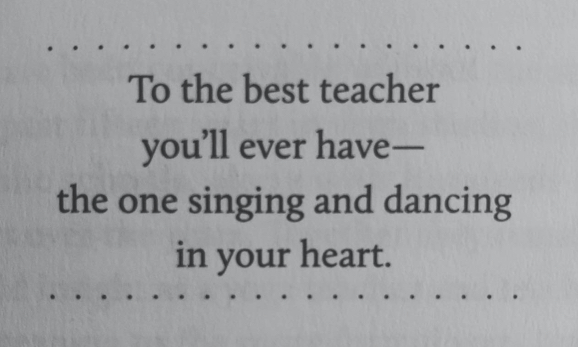 To the best teacher
you'll ever have—
the one singing and dancing
in your heart.